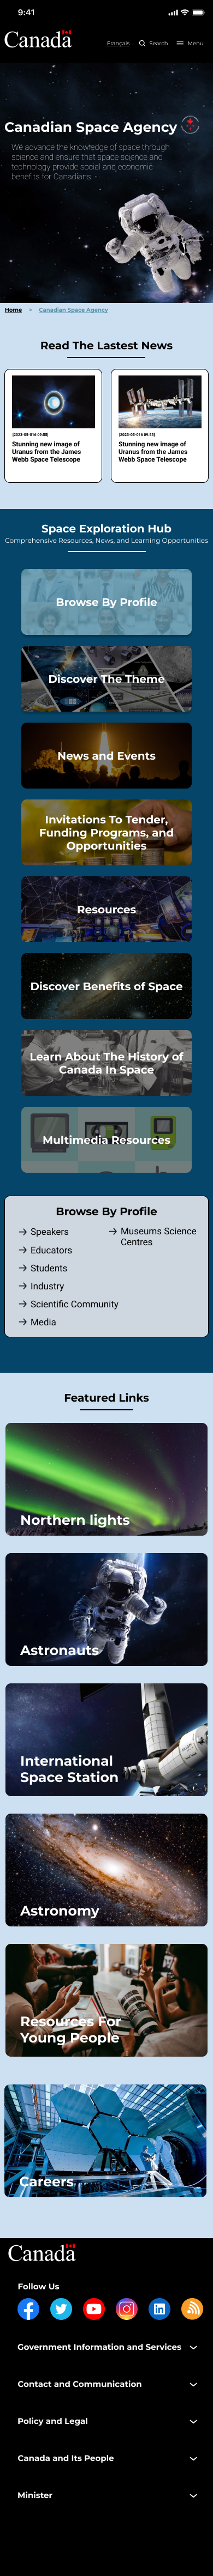 9:41
Canada
Français
Search
Menu
Canadian Space Agency
We advance the knowledge of space through
science and ensure that space science and
technology provide social and economic
benefits for Canadians.
Home > Canadian Space Agency
Read The Lastest News
[2023-05-016 09:55]
Stunning new image of
Uranus from the James
Webb Space Telescope
[2023-05-016 09:55]
Stunning new image of
Uranus from the James
Webb Space Telescope
Space Exploration Hub
Comprehensive Resources, News, and Learning Opportunities
Browse By Profile
Discover The Theme
News and Events
Invitations To Tender,
Funding Programs, and
Opportunities
Resources
Discover Benefits of Space
Learn About The History of
Canada In Space
Multimedia Resources
Browse By Profile
Speakers
Educators
Students
Industry
Scientific Community
Media
Museums Science
Centres
Featured Links
Northern lights
Astronauts
International
Space Station
Astronomy
Resources For
Young People
Careers
Canada
Follow Us
Government Information and Services
Contact and Communication
Policy and Legal
Canada and Its People
Minister